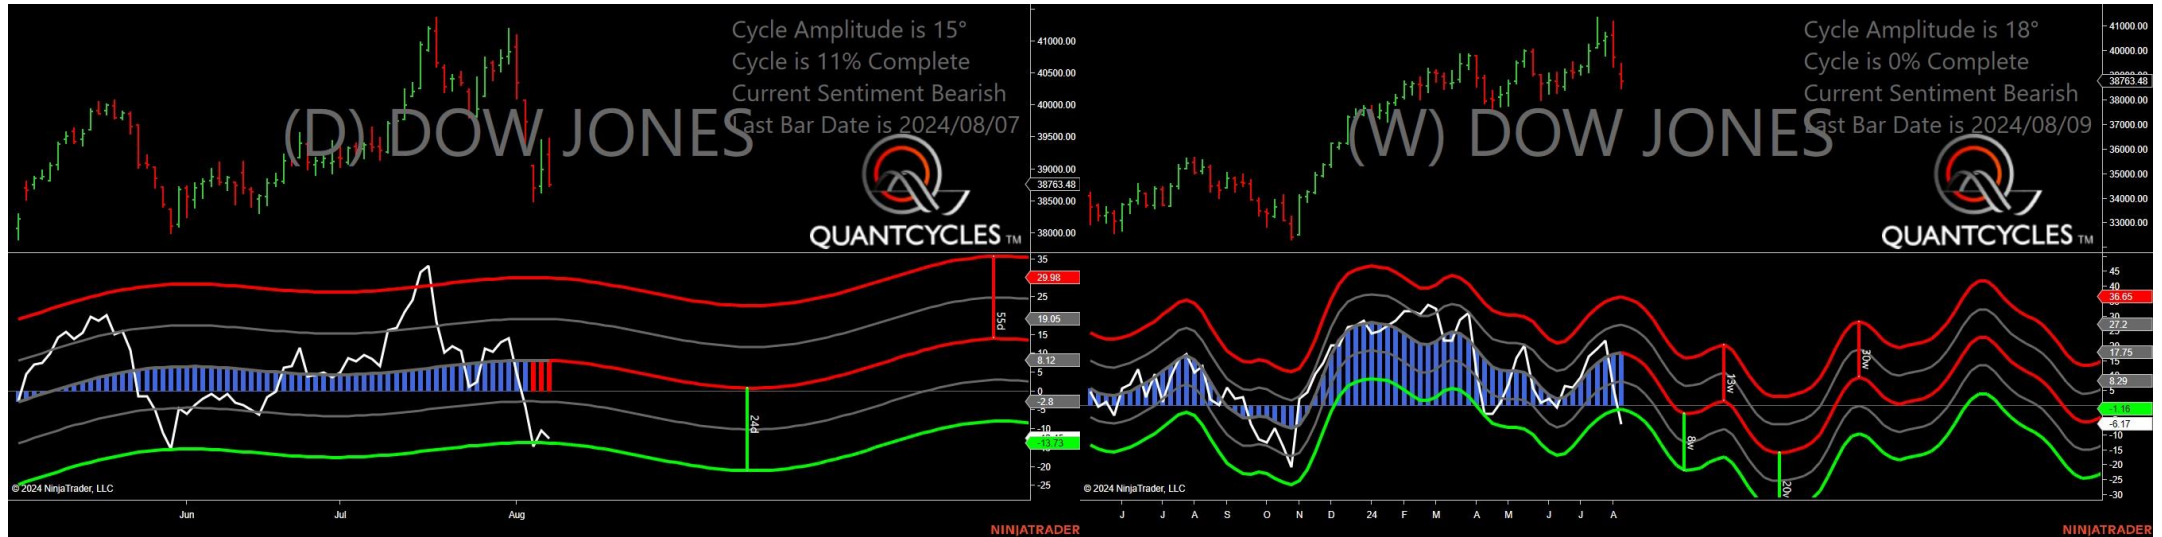 Cycle Amplitude is 15°
Cycle is 11% Complete
Current Sentiment Bearish
Last Bar Date is 2024/08/07
(D) DOW JONES
QUANTCYCLES TM
41000.00
40500.00
40000.00
39500.00
39000.00
38763.48
38500.00
38000.00
35
29.98
25
19.05
15
8.12
5
0
-2.8
-5
-10
-13.73
-20
-25
55d
24d
© 2024 NinjaTrader, LLC
Jun Jul Aug
NINJATRADER
Cycle Amplitude is 18°
Cycle is 0% Complete
Current Sentiment Bearish
Last Bar Date is 2024/08/09
(W) DOW JONES
QUANTCYCLES TM
41000.00
40000.00
38763.48
38000.00
37000.00
36000.00
35000.00
34000.00
33000.00
45
40
36.65
30
27.2
20
17.75
8.29
5
-1.16
-6.17
-10
-15
-20
-25
-30
13w
30w
8w
© 2024 NinjaTrader, LLC
J J A S O N D 24 F M A M J J A
NINJATRADER